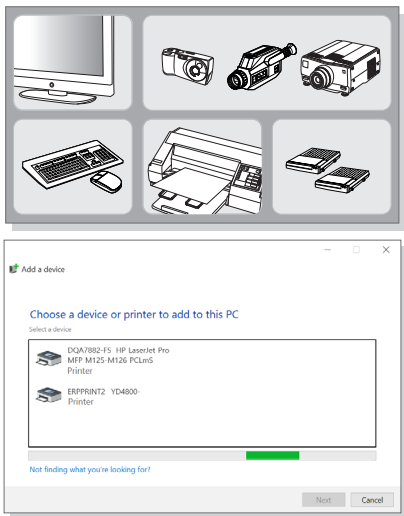 Add a device
Choose a device or printer to add to this PC
Select a device
DQA7882-F5 HP LaserJet Pro
MFP M125-M126 PCLmS
Printer
ERPPRINT2 YD4800-
Printer
Not finding what you're looking for?
Next Cancel